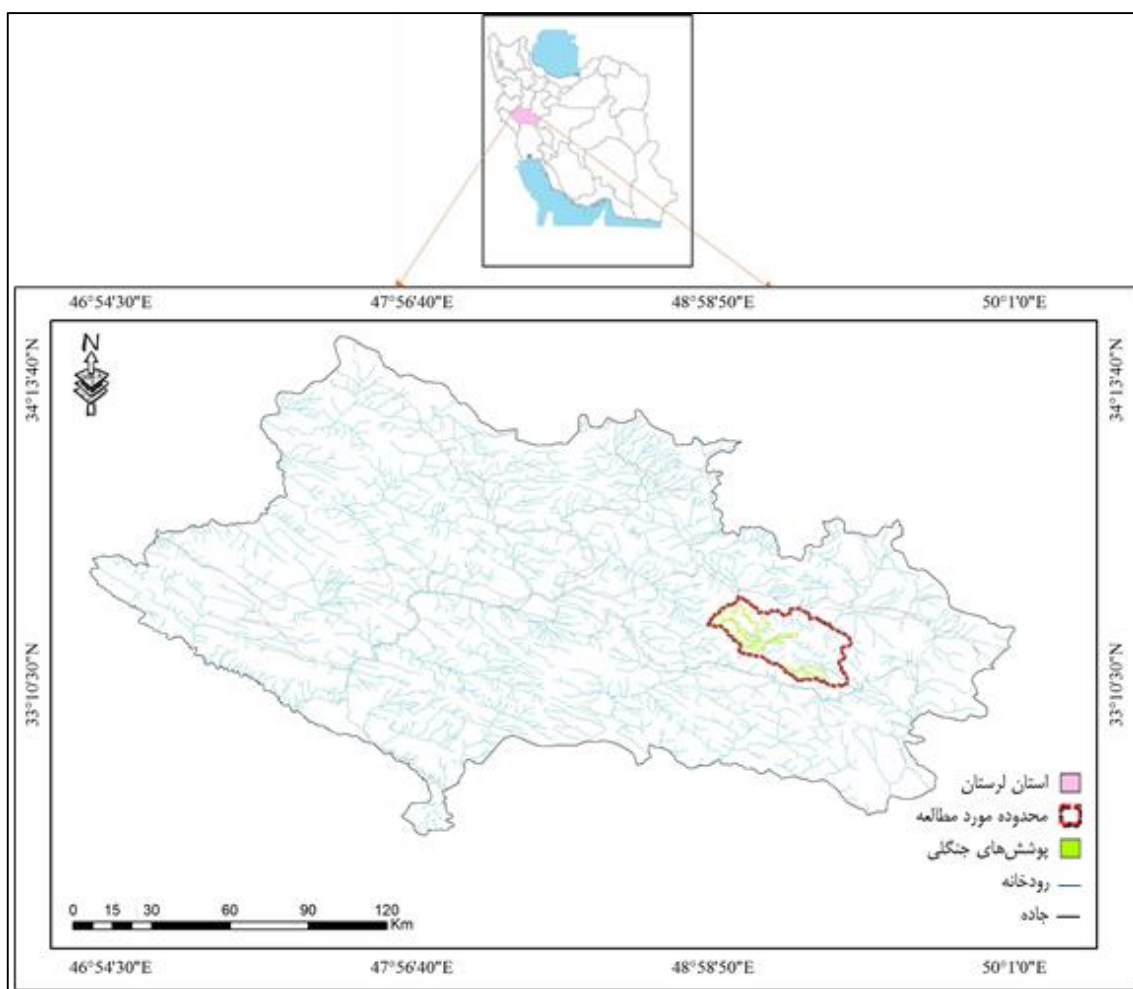 46°54'30"E 47°56'40"E 48°58'50"E 50°1'0"E
N
34°13'40"N 34°13'40"N
33°10'30"N 33°10'30"N
استان لرستان
محدوده مورد مطالعه
پوشش‌های جنگلی
رودخانه
جاده
0 15 30 60 90 120
Km
46°54'30"E 47°56'40"E 48°58'50"E 50°1'0"E